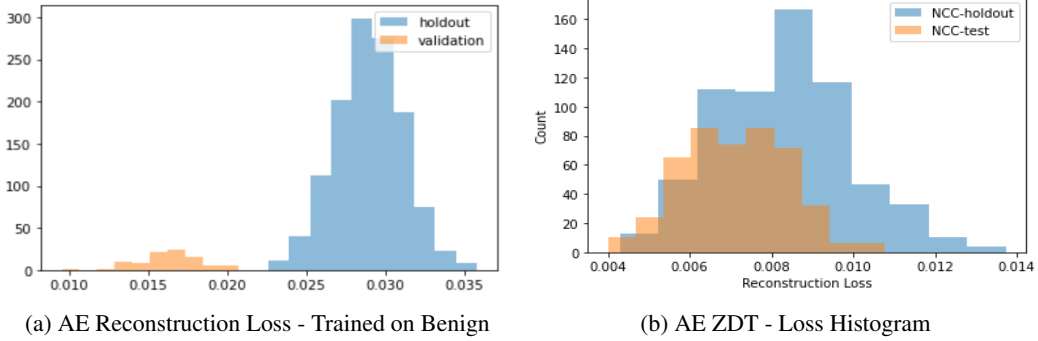 300
250
200
150
100
50
0
0.010 0.015 0.020 0.025 0.030 0.035
holdout
validation
(a) AE Reconstruction Loss - Trained on Benign
160
140
120
100
80
60
40
20
0
Count
0.004 0.006 0.008 0.010 0.012 0.014
Reconstruction Loss
NCC-holdout
NCC-test
(b) AE ZDT - Loss Histogram